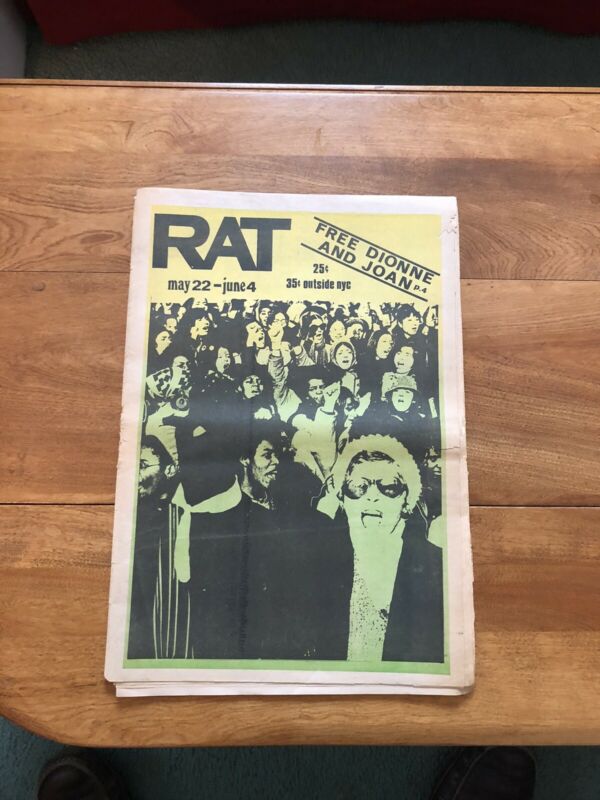 RAT
FREE DIONNE
AND JOAN P.4
25¢
may 22-june 4
35¢ outside nyc